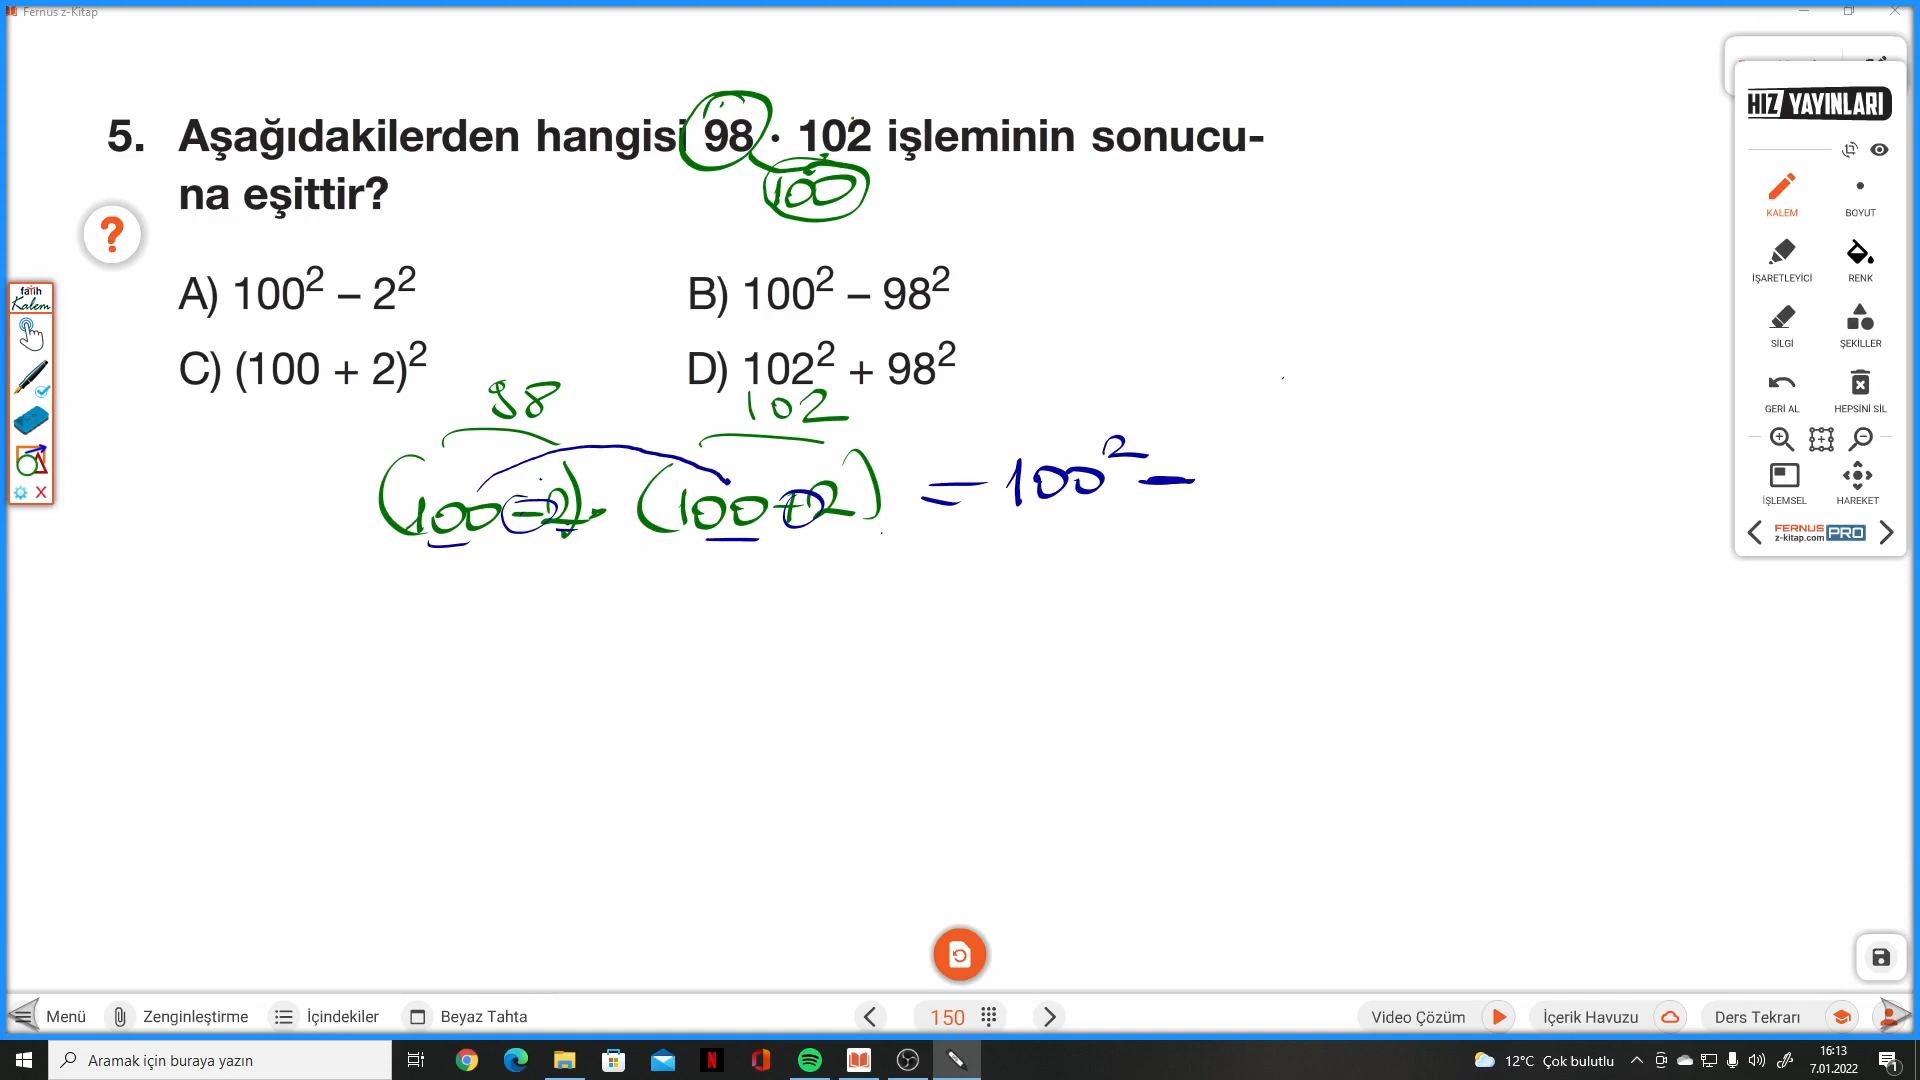 Fernus z-Kitap
5. Aşağıdakilerden hangisi 98 · 102 işleminin sonucu-
na eşittir?
100
?
A) 100² – 2²
B) 100² – 98²
C) (100 + 2)²
D) 102² + 98²
98
102
(100-2)·(100+2) = 100² –
fatih
Kalem
X
HIZ YAYINLARI
KALEM
BOYUT
İŞARETLEYİCİ
RENK
SİLGİ
ŞEKİLLER
GERİ AL
HEPSİNİ SİL
İŞLEMSEL
HAREKET
FERNUS
z-kitap.com PRO
Menü
Zenginleştirme
İçindekiler
Beyaz Tahta
150
Video Çözüm
İçerik Havuzu
Ders Tekrarı
Aramak için buraya yazın
N
12°C Çok bulutlu
16:13
7.01.2022
1